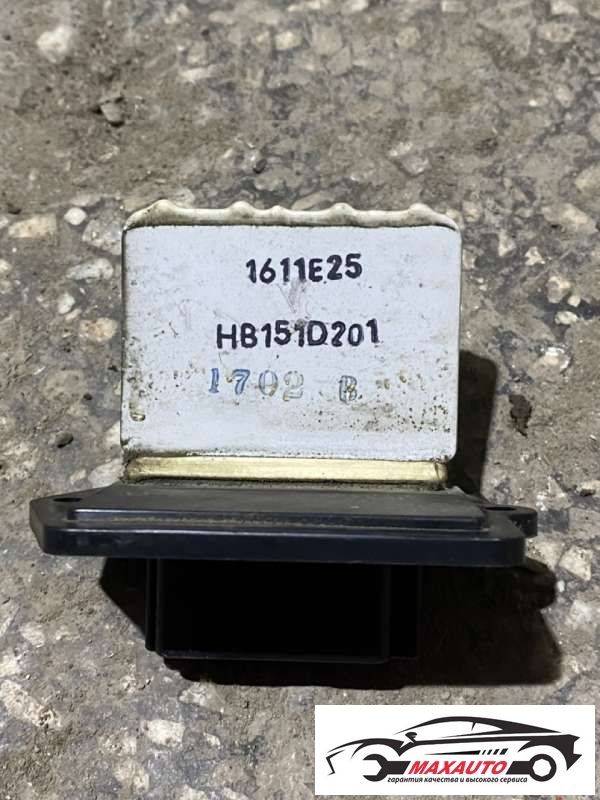 1611E25
HB151D201
1702 B
MAXAUTO
гарантия качества и высокого сервиса